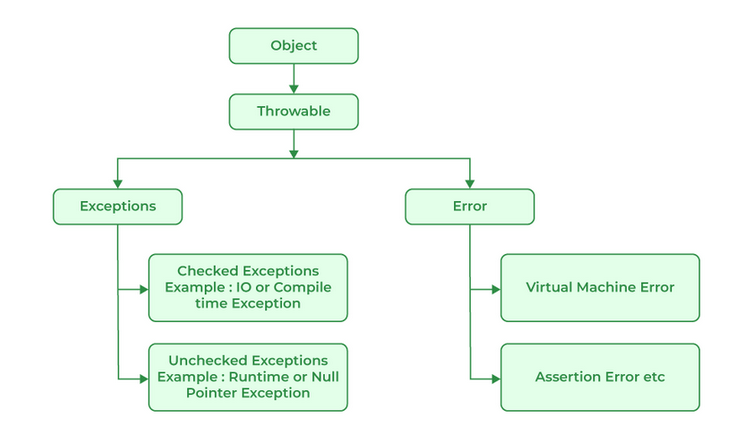 Object
Throwable
Exceptions
Error
Checked Exceptions
Example : IO or Compile
time Exception
Virtual Machine Error
Unchecked Exceptions
Example : Runtime or Null
Pointer Exception
Assertion Error etc